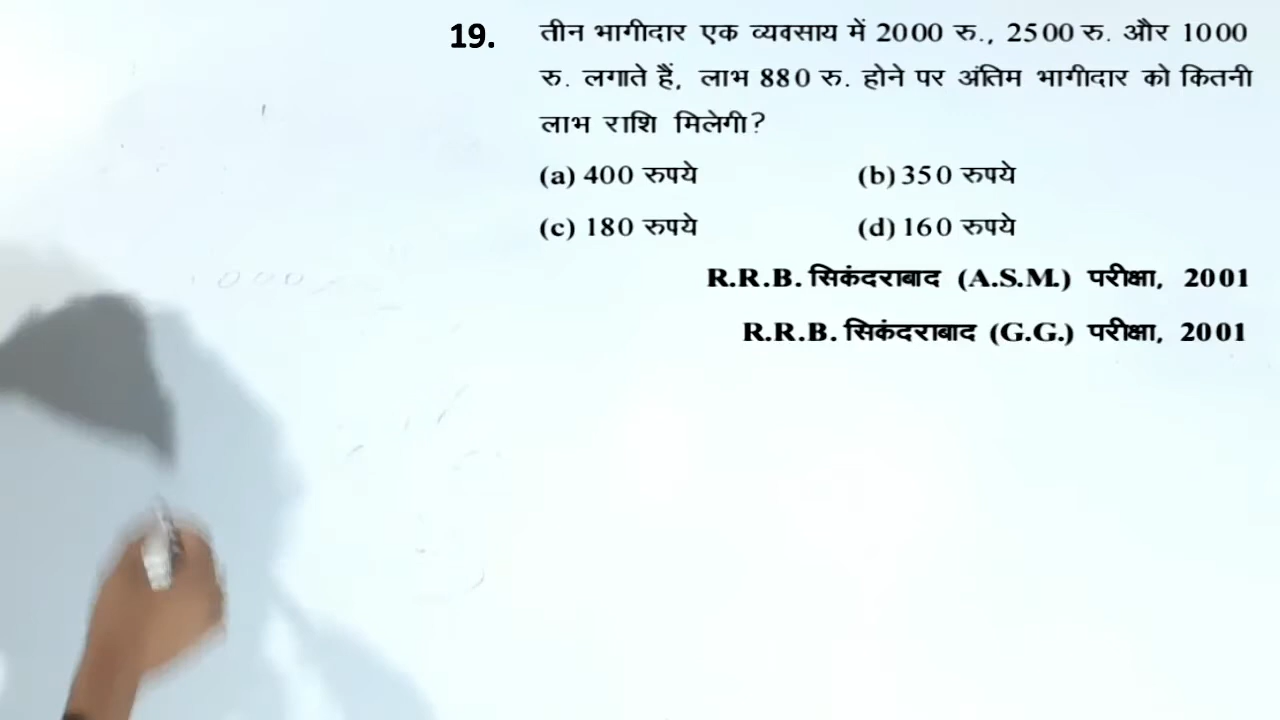 19. तीन भागीदार एक व्यवसाय में 2000 रु., 2500 रु. और 1000
रु. लगाते हैं, लाभ 880 रु. होने पर अंतिम भागीदार को कितनी
लाभ राशि मिलेगी?
(a) 400 रुपये (b) 350 रुपये
(c) 180 रुपये (d) 160 रुपये
R.R.B. सिकंदराबाद (A.S.M.) परीक्षा, 2001
R.R.B. सिकंदराबाद (G.G.) परीक्षा, 2001